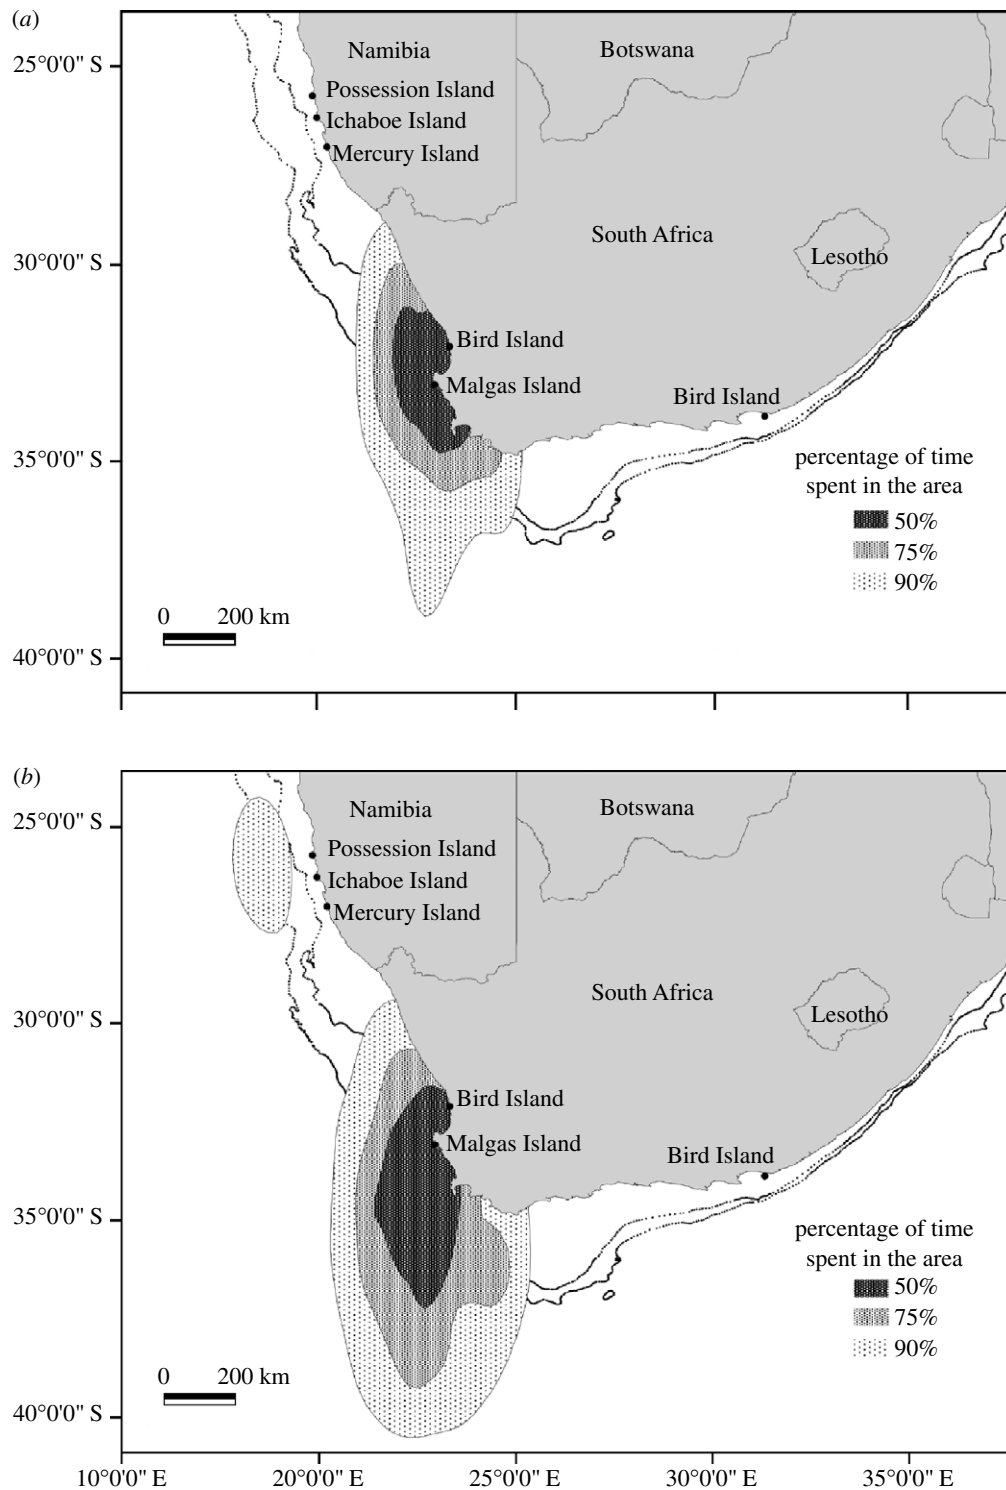 (a)
25°0'0" S
30°0'0" S
35°0'0" S
40°0'0" S
Namibia
Botswana
Possession Island
Ichaboe Island
Mercury Island
South Africa
Lesotho
Bird Island
Malgas Island
Bird Island
percentage of time
spent in the area
50%
75%
90%
0 200 km
(b)
25°0'0" S
30°0'0" S
35°0'0" S
40°0'0" S
Namibia
Botswana
Possession Island
Ichaboe Island
Mercury Island
South Africa
Lesotho
Bird Island
Malgas Island
Bird Island
percentage of time
spent in the area
50%
75%
90%
0 200 km
10°0'0" E 20°0'0" E 25°0'0" E 30°0'0" E 35°0'0" E